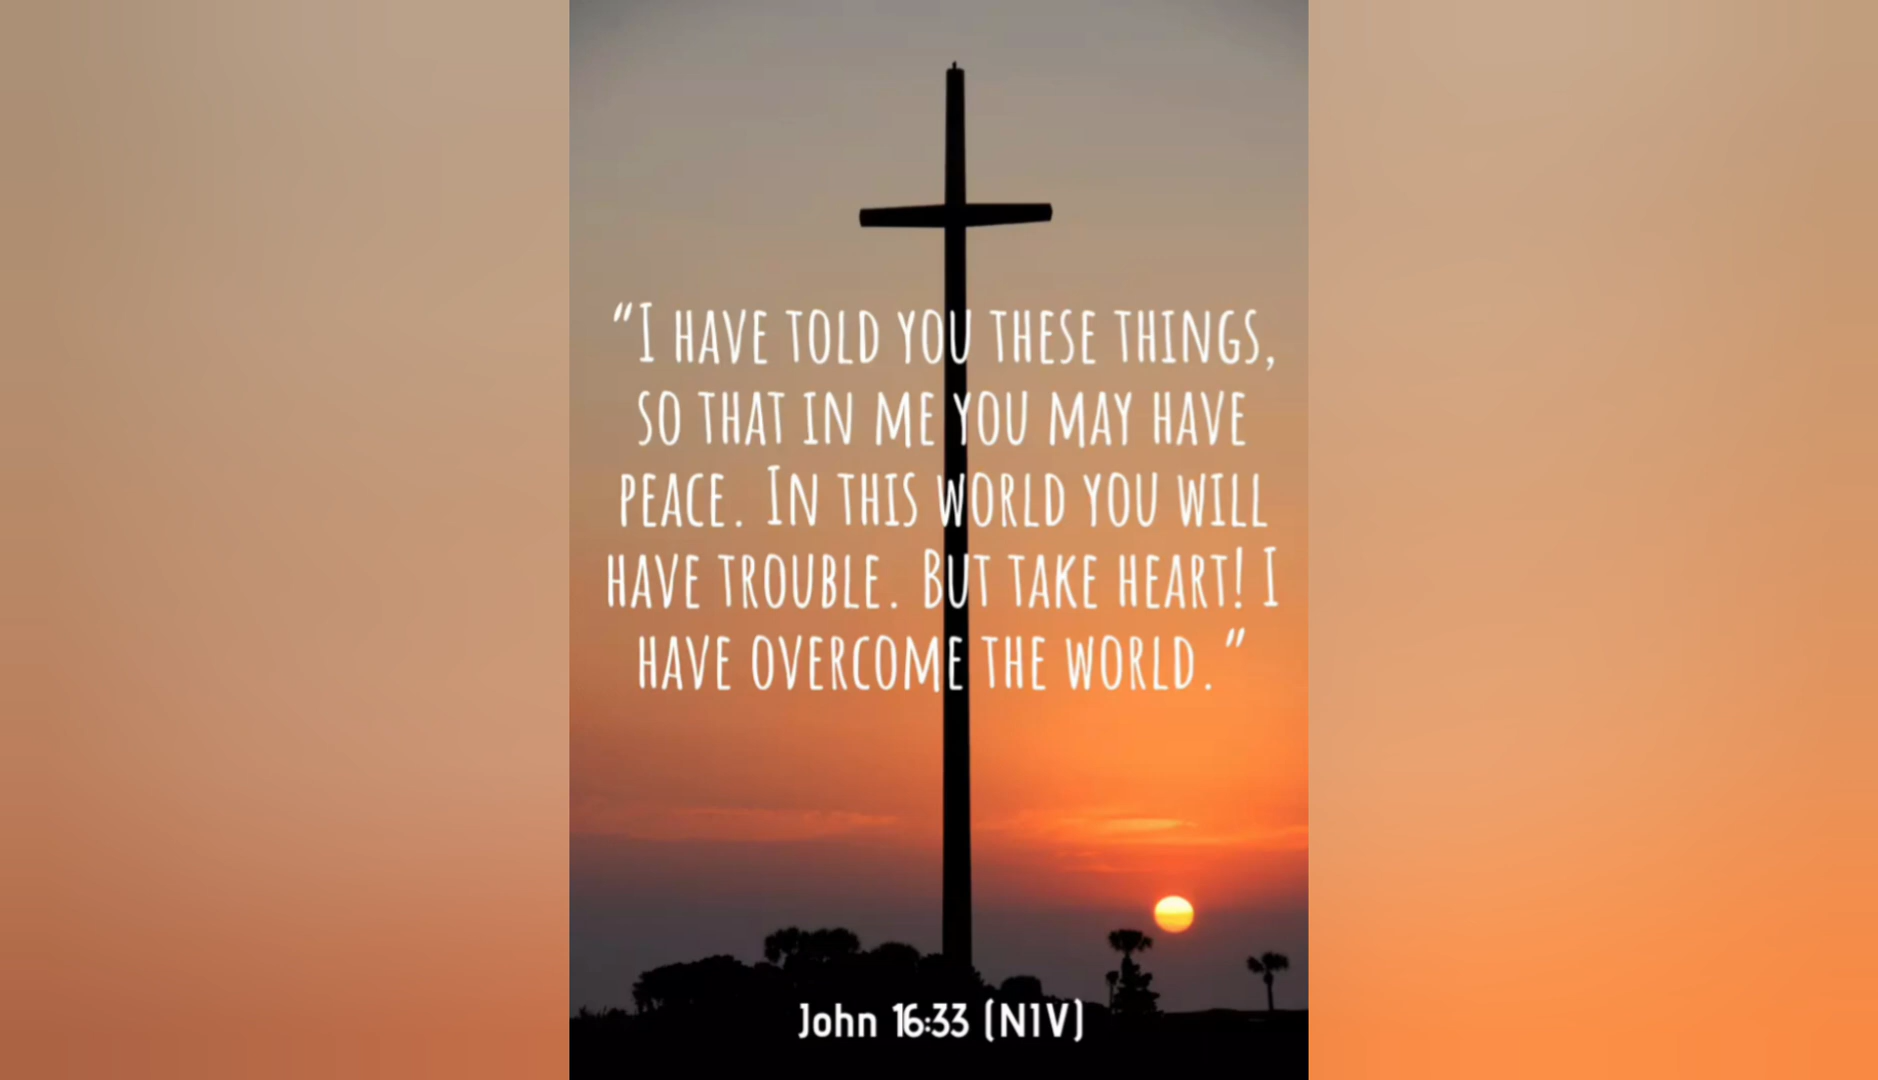 “I have told you these things,
so that in me you may have
peace. In this world you will
have trouble. But take heart! I
have overcome the world.”
John 16:33 (NIV)